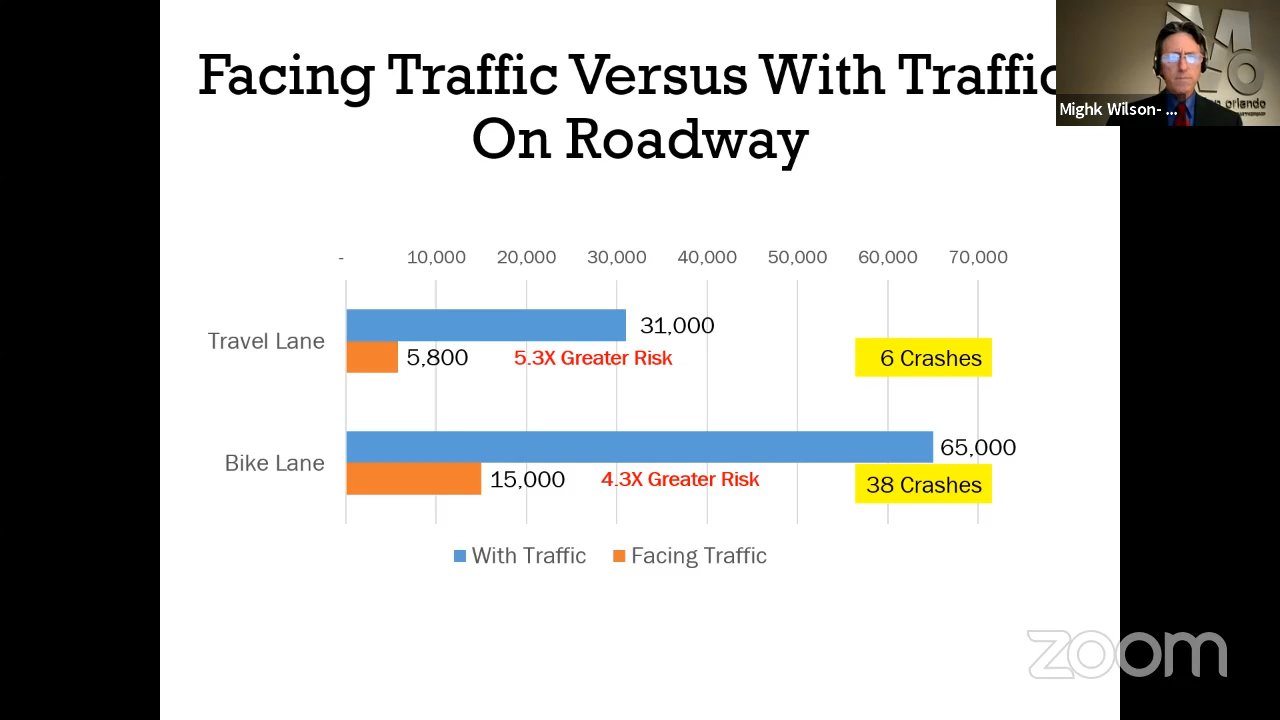 Facing Traffic Versus With Traffic
On Roadway
Mighk Wilson- ...
orlando
- 10,000 20,000 30,000 40,000 50,000 60,000 70,000
Travel Lane
31,000
5,800 5.3X Greater Risk 6 Crashes
Bike Lane
65,000
15,000 4.3X Greater Risk 38 Crashes
With Traffic Facing Traffic
zoom